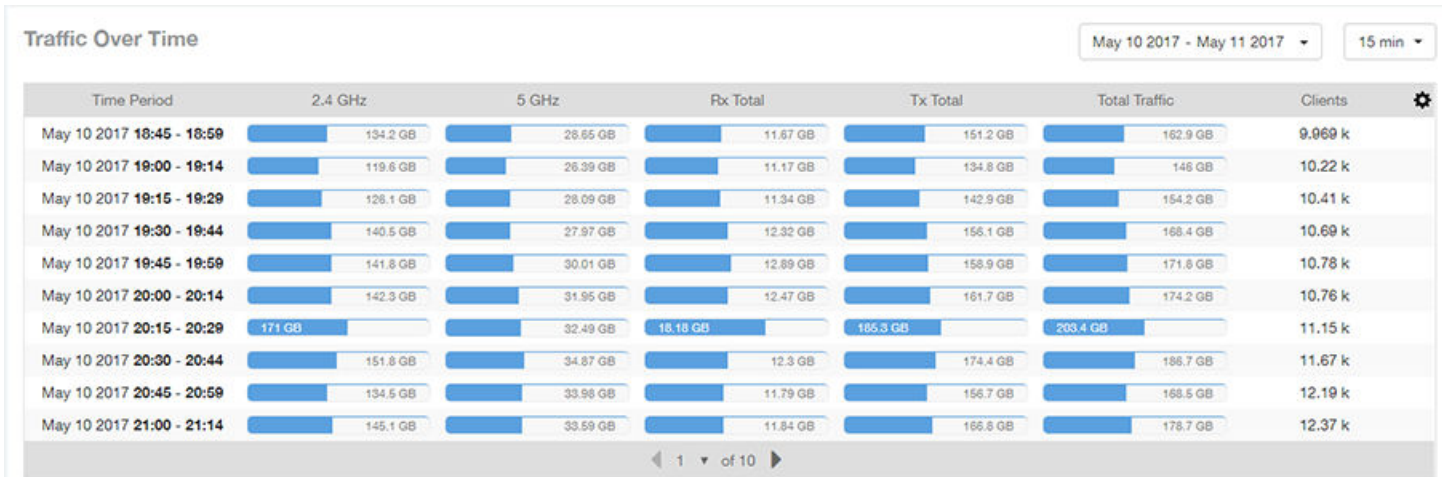 Traffic Over Time
May 10 2017 - May 11 2017 15 min
Time Period 2.4 GHz 5 GHz Rx Total Tx Total Total Traffic Clients
May 10 2017 18:45 - 18:59 134.2 GB 28.65 GB 11.67 GB 151.2 GB 162.9 GB 9.969 k
May 10 2017 19:00 - 19:14 119.6 GB 26.39 GB 11.17 GB 134.8 GB 146 GB 10.22 k
May 10 2017 19:15 - 19:29 126.1 GB 28.09 GB 11.34 GB 142.9 GB 154.2 GB 10.41 k
May 10 2017 19:30 - 19:44 140.5 GB 27.97 GB 12.32 GB 156.1 GB 168.4 GB 10.69 k
May 10 2017 19:45 - 19:59 141.8 GB 30.01 GB 12.89 GB 158.9 GB 171.8 GB 10.78 k
May 10 2017 20:00 - 20:14 142.3 GB 31.95 GB 12.47 GB 161.7 GB 174.2 GB 10.76 k
May 10 2017 20:15 - 20:29 171 GB 32.49 GB 18.18 GB 185.3 GB 203.4 GB 11.15 k
May 10 2017 20:30 - 20:44 151.8 GB 34.87 GB 12.3 GB 174.4 GB 186.7 GB 11.67 k
May 10 2017 20:45 - 20:59 134.5 GB 33.98 GB 11.79 GB 156.7 GB 168.5 GB 12.19 k
May 10 2017 21:00 - 21:14 145.1 GB 33.59 GB 11.84 GB 166.8 GB 178.7 GB 12.37 k
1 of 10